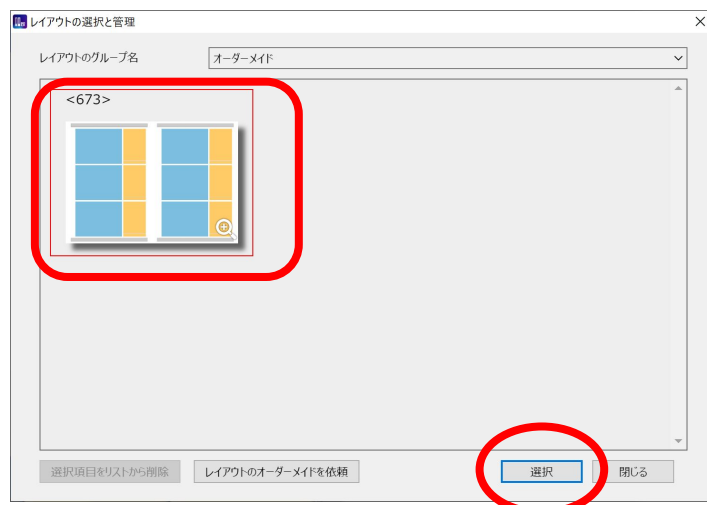 レイアウトの選択と管理
レイアウトのグループ名
オーダーメイド
<673>
選択項目をリストから削除
レイアウトのオーダーメイドを依頼
選択
閉じる